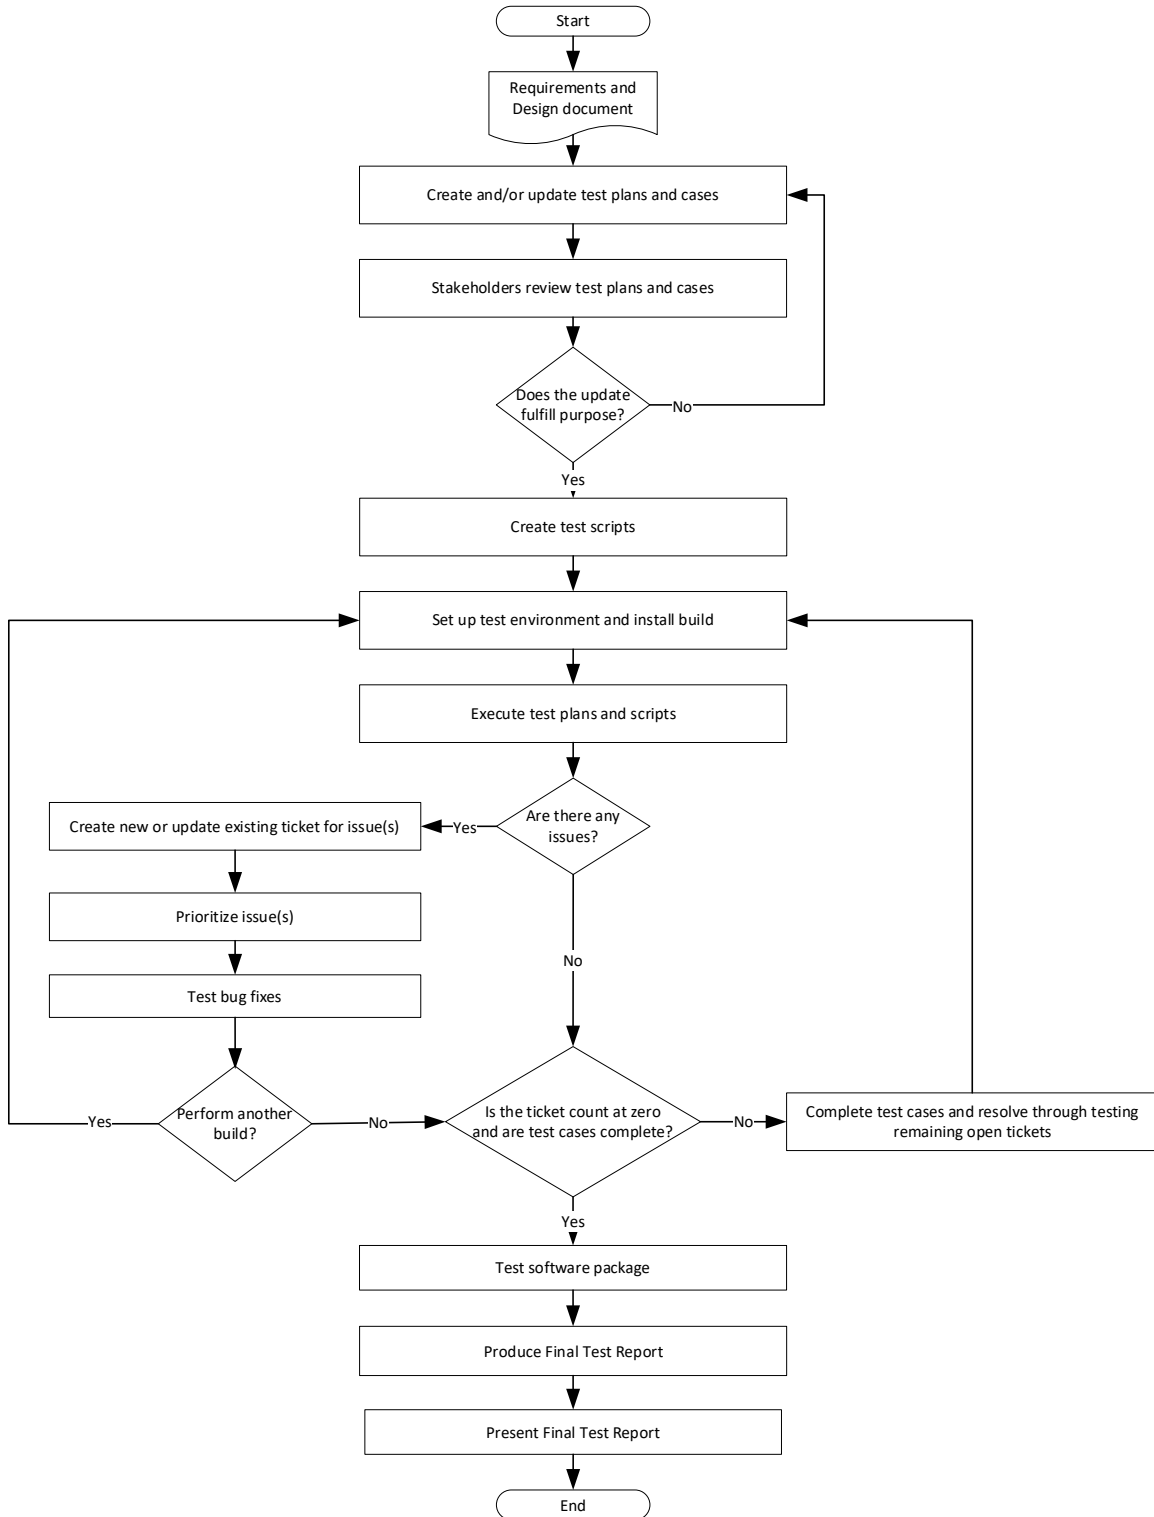 Start
Requirements and
Design document
Create and/or update test plans and cases
Stakeholders review test plans and cases
Does the update
fulfill purpose?
No
Yes
Create test scripts
Set up test environment and install build
Execute test plans and scripts
Are there any
issues?
Yes
Create new or update existing ticket for issue(s)
Prioritize issue(s)
Test bug fixes
No
Perform another
build?
Yes
No
Is the ticket count at zero
and are test cases complete?
No
Complete test cases and resolve through testing
remaining open tickets
Yes
Test software package
Produce Final Test Report
Present Final Test Report
End